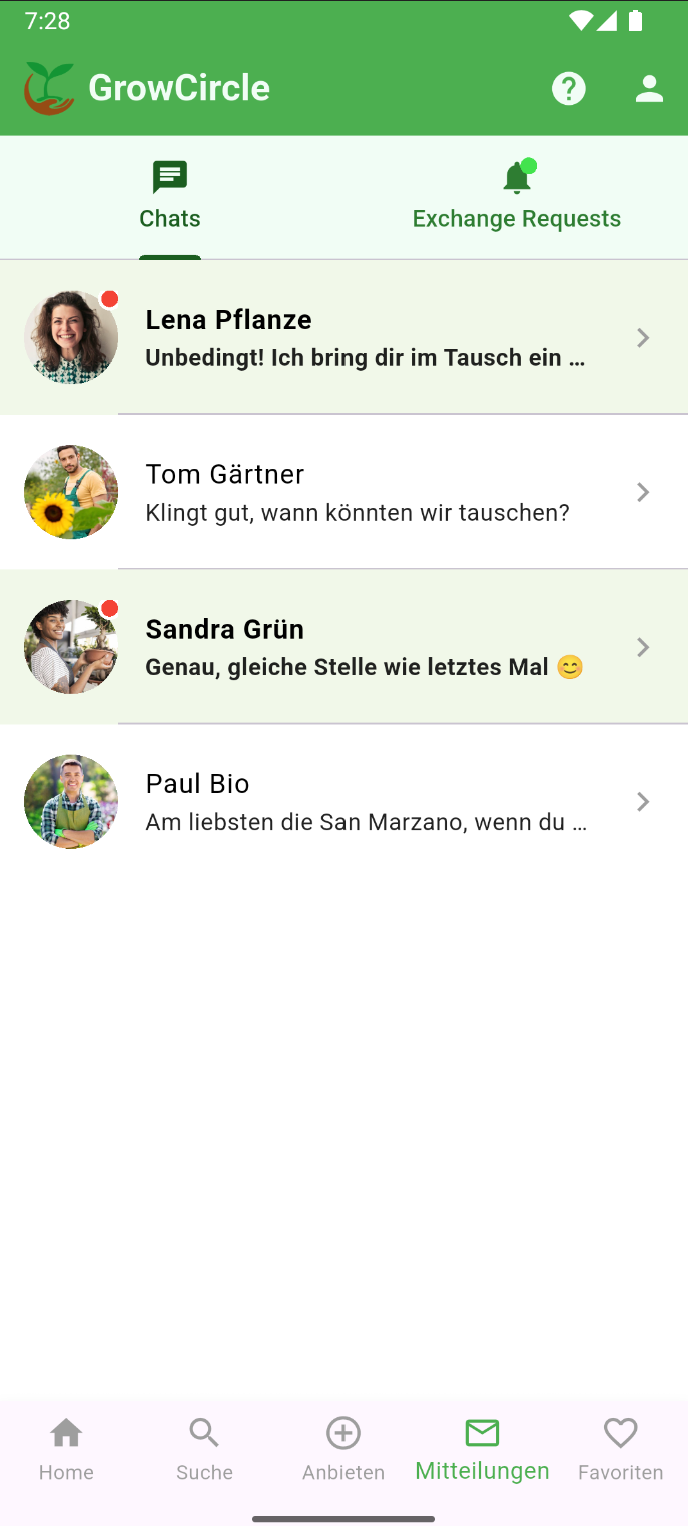 7:28
GrowCircle
Chats
Exchange Requests
Lena Pflanze
Unbedingt! Ich bring dir im Tausch ein …
Tom Gärtner
Klingt gut, wann könnten wir tauschen?
Sandra Grün
Genau, gleiche Stelle wie letztes Mal 😊
Paul Bio
Am liebsten die San Marzano, wenn du …
Home
Suche
Anbieten
Mitteilungen
Favoriten